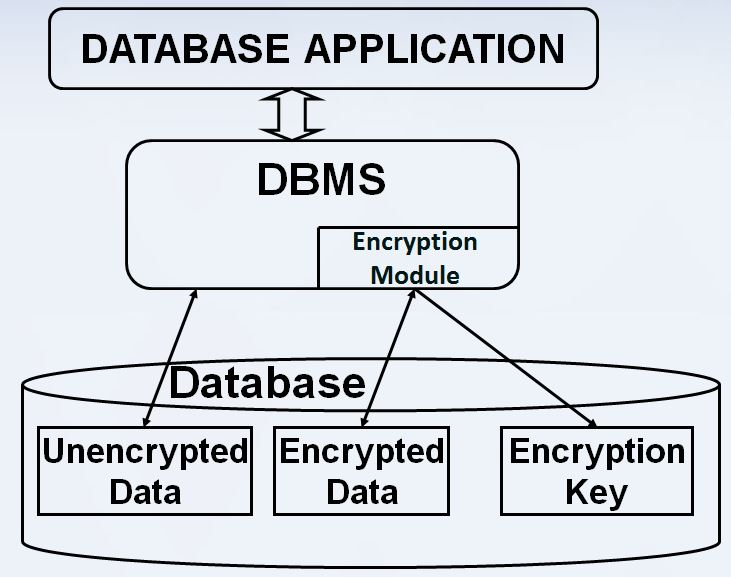 DATABASE APPLICATION
DBMS
Encryption
Module
Database
Unencrypted
Data
Encrypted
Data
Encryption
Key